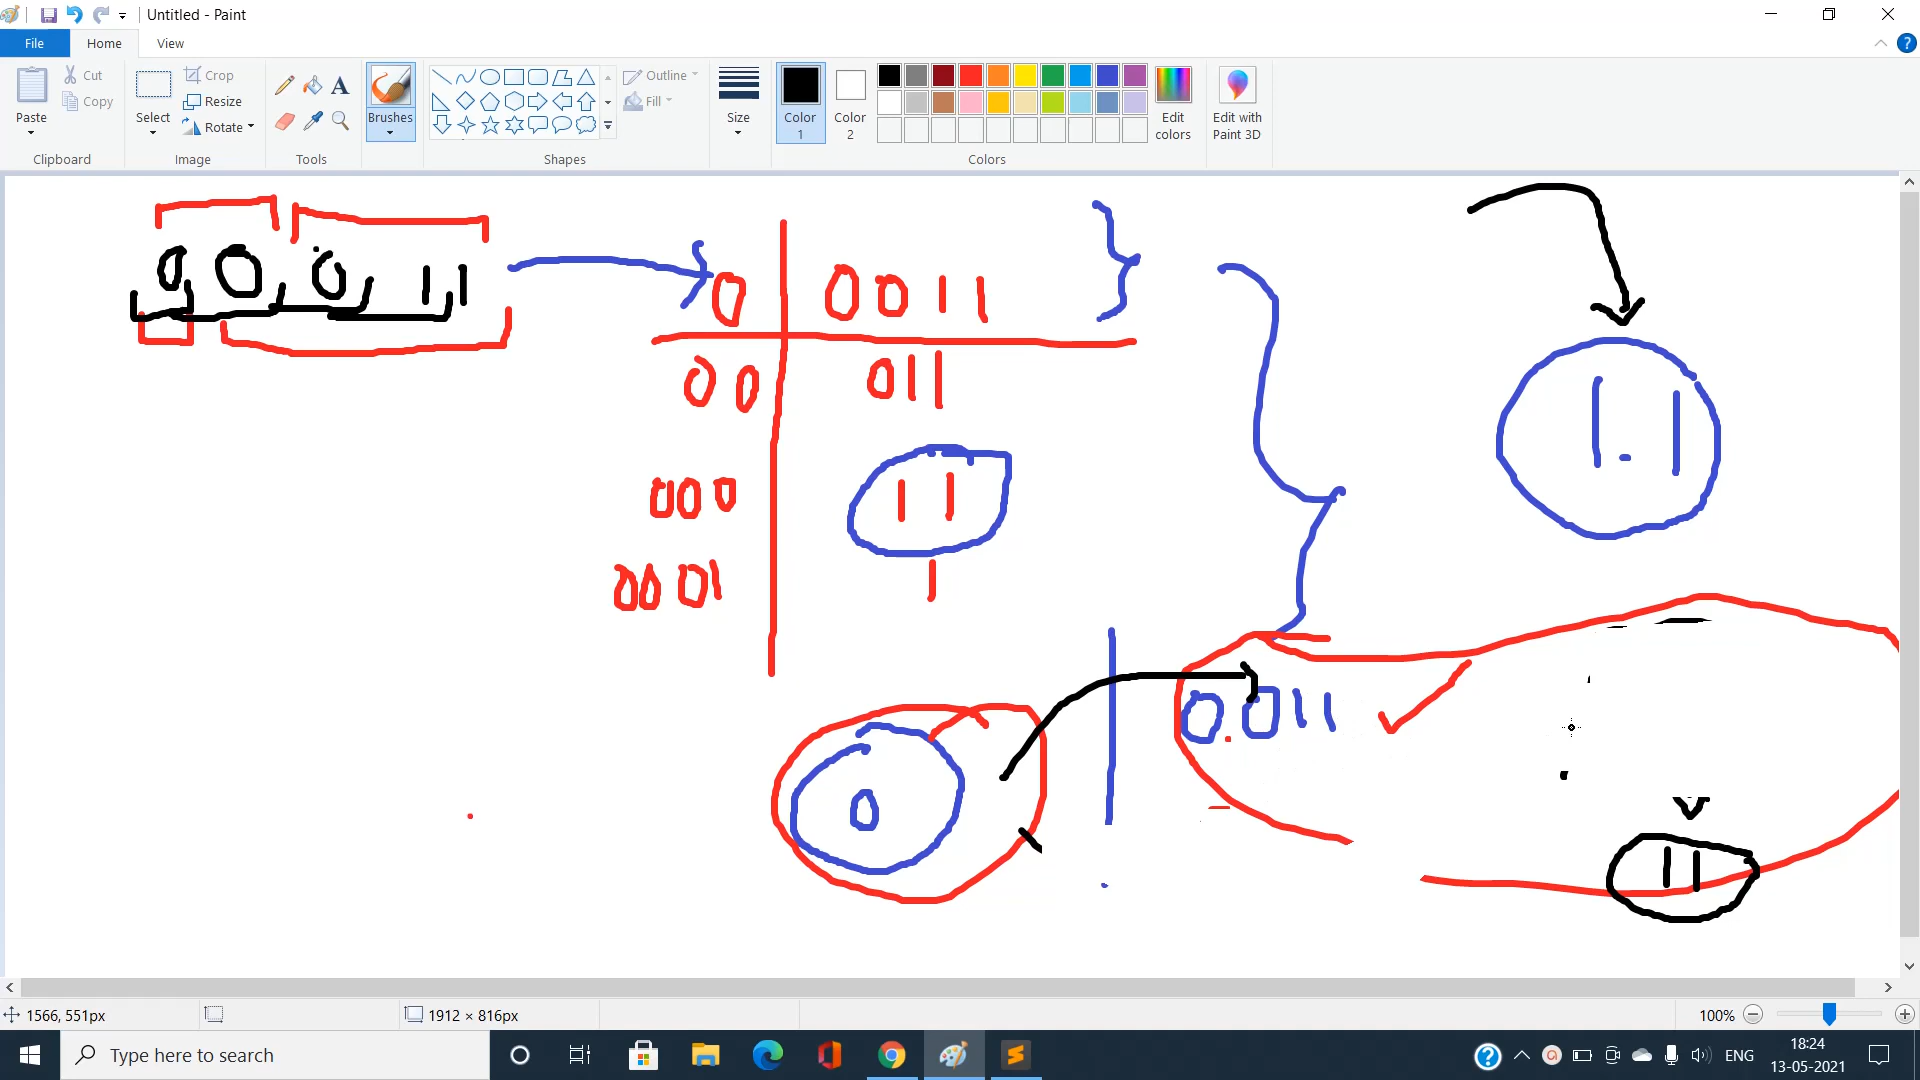 Untitled - Paint
File
Home
View
Paste
Cut
Copy
Clipboard
Select
Crop
Resize
Rotate
Image
Tools
Brushes
Outline
Fill
Shapes
Size
Color 1
Color 2
Edit colors
Colors
Edit with Paint 3D
0 0, 0, 1, 1
0 0011
00 011
000 11
0001 1
1.1
0.011
0
11
1566, 551px
1912 × 816px
100%
Type here to search
ENG
18:24
13-05-2021